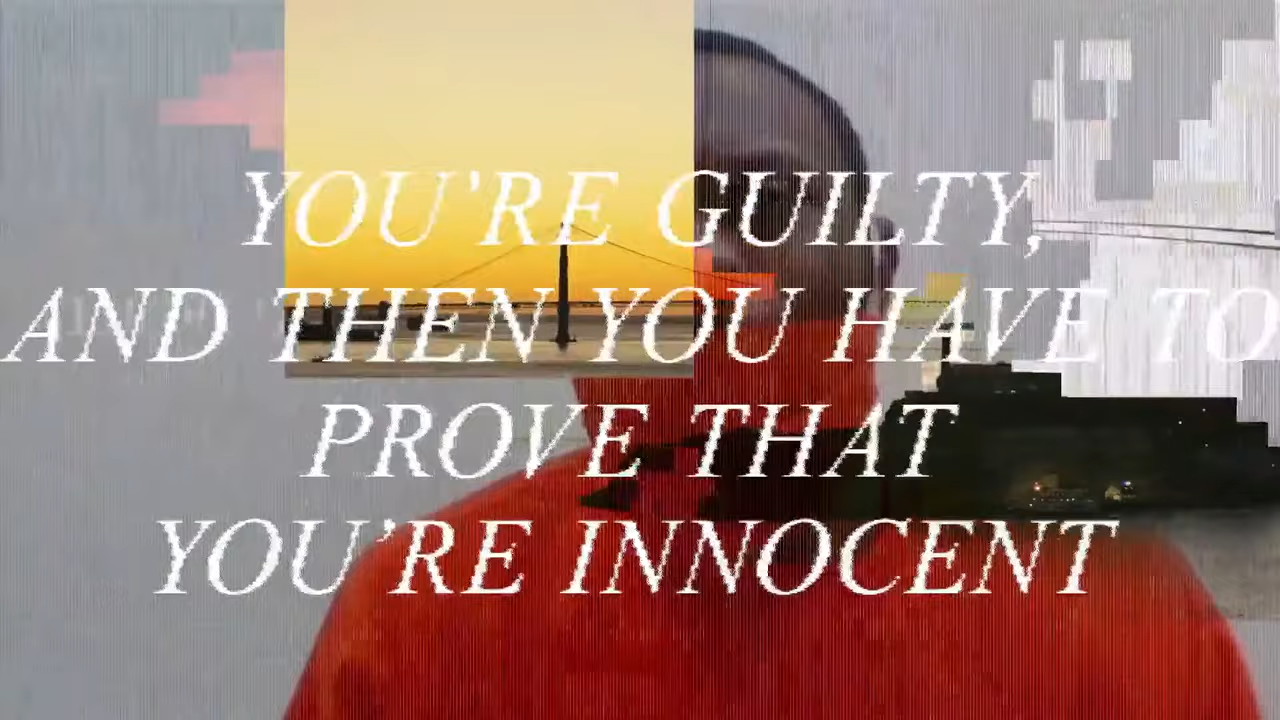 YOU'RE GUILTY,
AND THEN YOU HAVE TO
PROVE THAT
YOU'RE INNOCENT